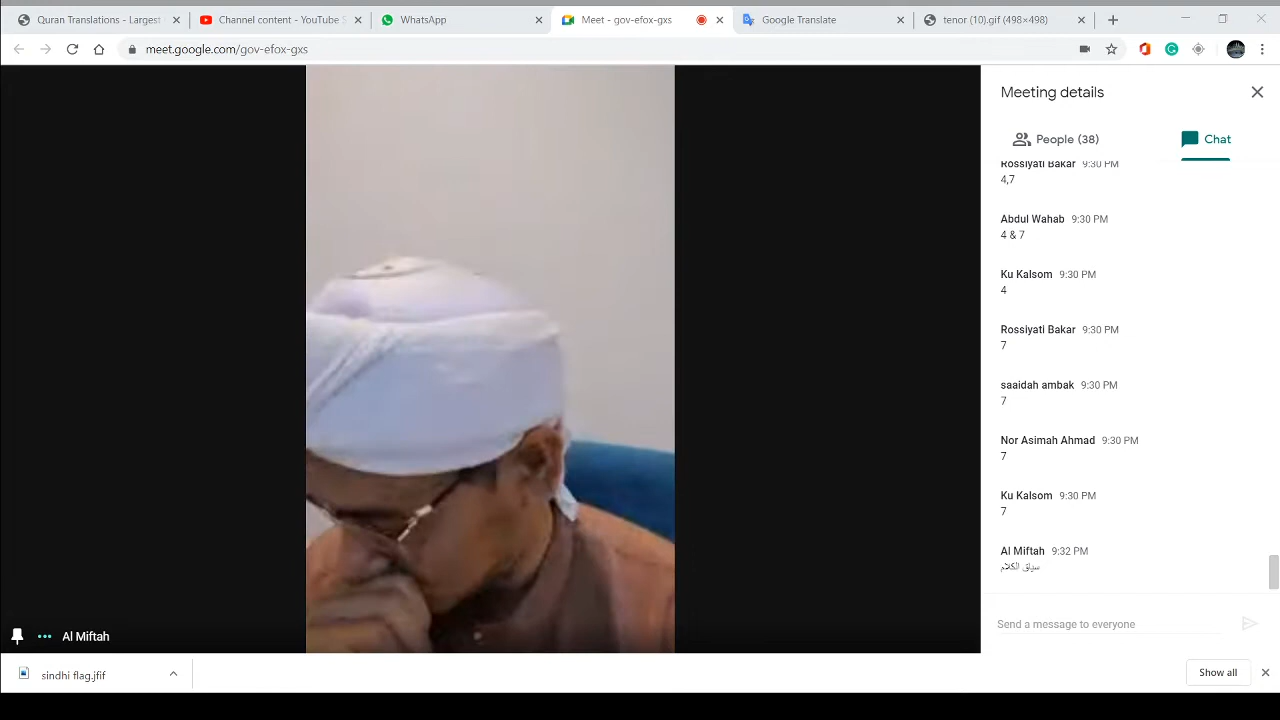 Quran Translations - Largest
Channel content - YouTube S
WhatsApp
Meet - gov-efox-gxs
Google Translate
tenor (10).gif (498×498)
meet.google.com/gov-efox-gxs
Meeting details
People (38)
Chat
Rossiyati Bakar 9:30 PM
4,7
Abdul Wahab 9:30 PM
4 & 7
Ku Kalsom 9:30 PM
4
Rossiyati Bakar 9:30 PM
7
saaidah ambak 9:30 PM
7
Nor Asimah Ahmad 9:30 PM
7
Ku Kalsom 9:30 PM
7
Al Miftah 9:32 PM
سياق الكلام
Send a message to everyone
Al Miftah
sindhi flag.jfif
Show all